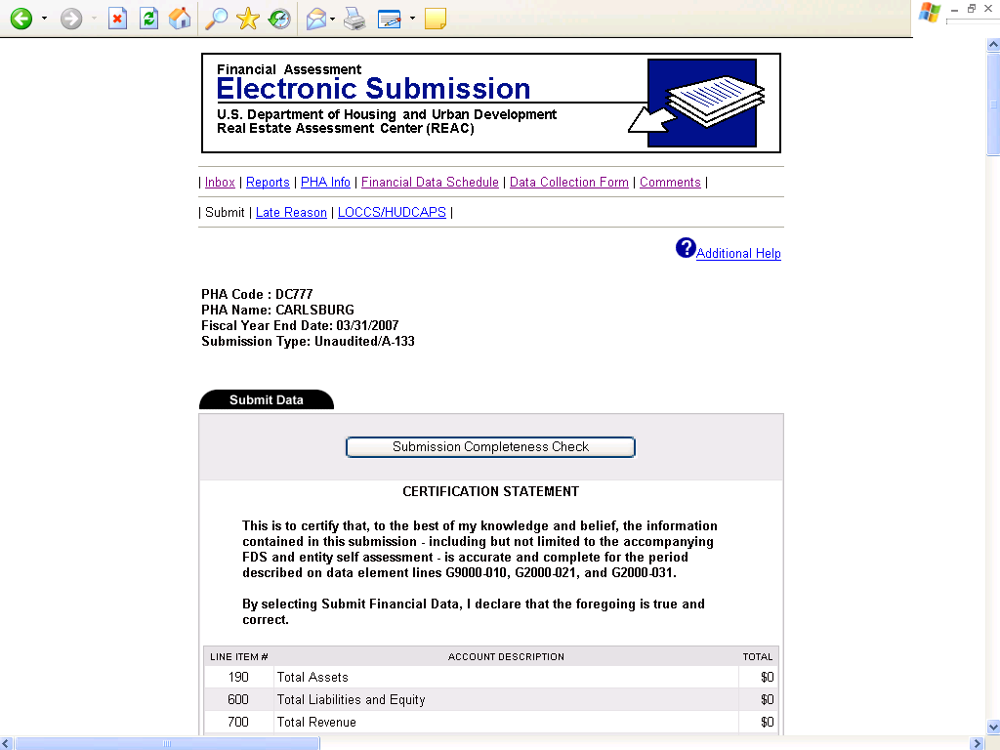 Financial Assessment
Electronic Submission
U.S. Department of Housing and Urban Development
Real Estate Assessment Center (REAC)
| Inbox | Reports | PHA Info | Financial Data Schedule | Data Collection Form | Comments |
| Submit | Late Reason | LOCCS/HUDCAPS |
? Additional Help
PHA Code : DC777
PHA Name: CARLSBURG
Fiscal Year End Date: 03/31/2007
Submission Type: Unaudited/A-133
Submit Data
Submission Completeness Check
CERTIFICATION STATEMENT
This is to certify that, to the best of my knowledge and belief, the information
contained in this submission - including but not limited to the accompanying
FDS and entity self assessment - is accurate and complete for the period
described on data element lines G9000-010, G2000-021, and G2000-031.
By selecting Submit Financial Data, I declare that the foregoing is true and
correct.
LINE ITEM # ACCOUNT DESCRIPTION TOTAL
190 Total Assets $0
600 Total Liabilities and Equity $0
700 Total Revenue $0